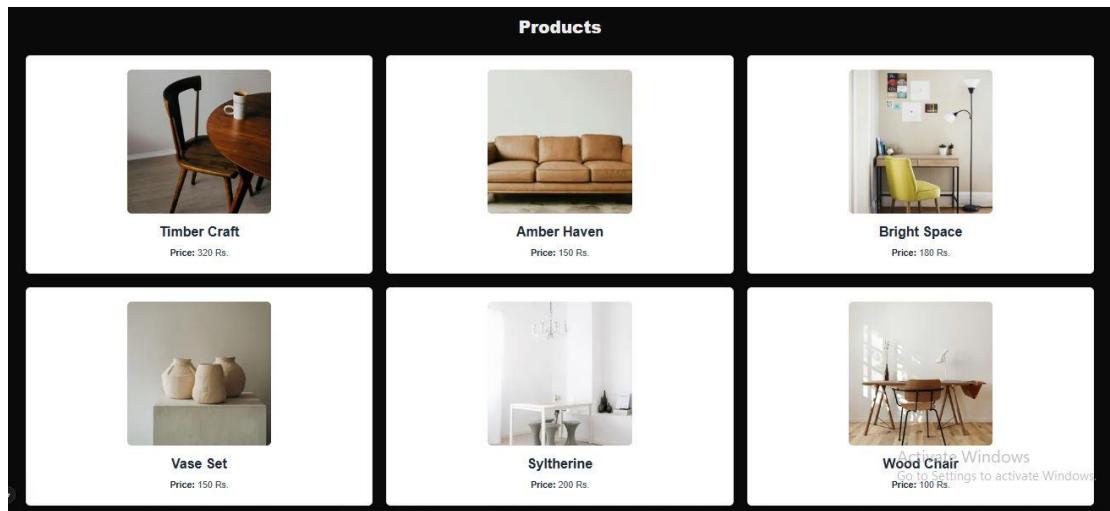 Products
Timber Craft
Price: 320 Rs.
Amber Haven
Price: 150 Rs.
Bright Space
Price: 180 Rs.
Vase Set
Price: 150 Rs.
Syltherine
Price: 200 Rs.
Wood Chair
Price: 100 Rs.
Activate Windows
Go to Settings to activate Windows.